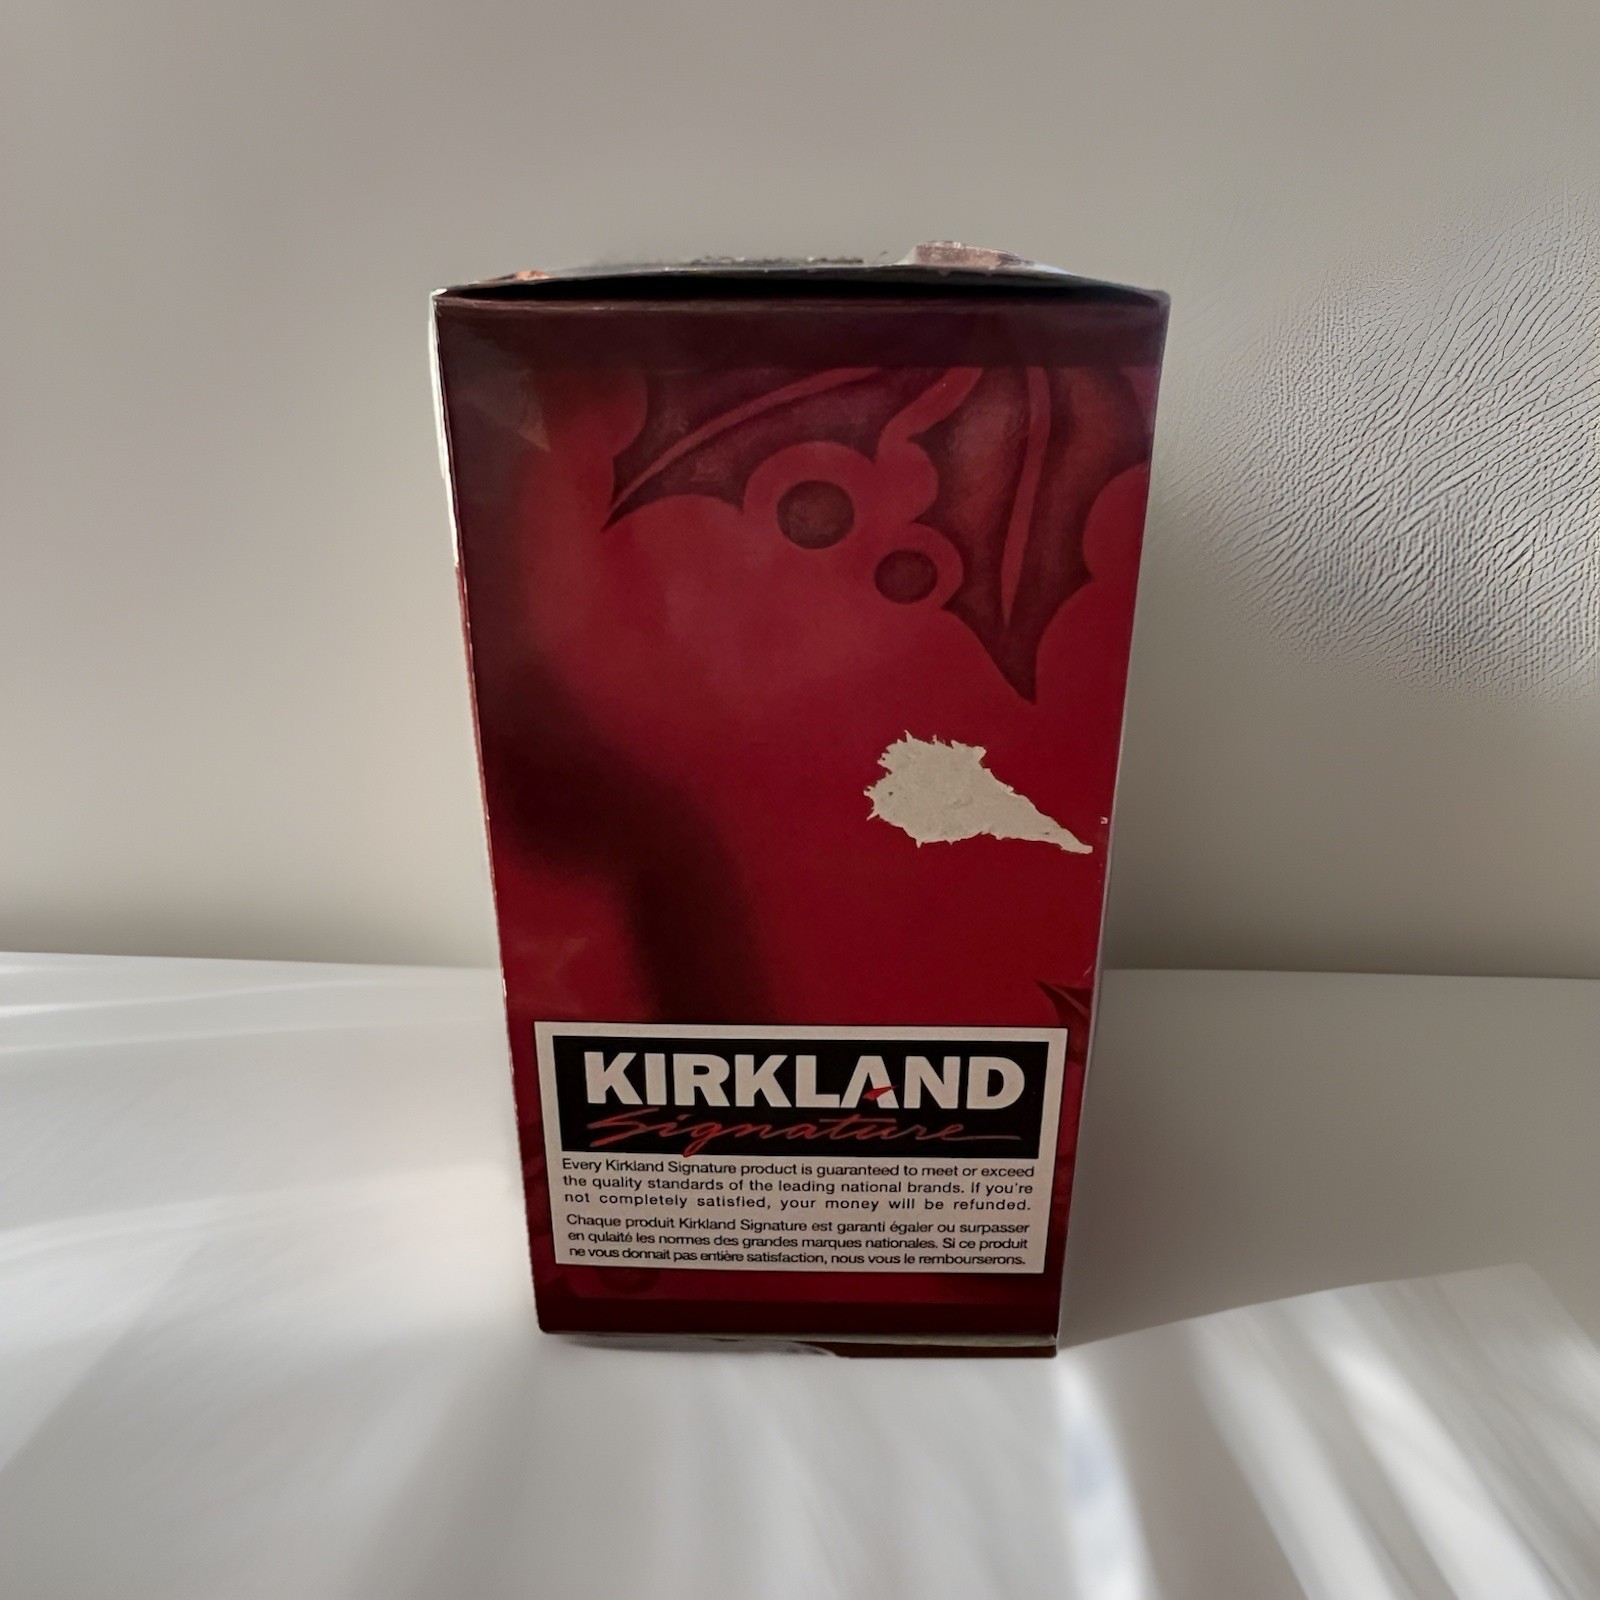 KIRKLAND
Signature
Every Kirkland Signature product is guaranteed to meet or exceed
the quality standards of the leading national brands. If you're
not completely satisfied, your money will be refunded.
Chaque produit Kirkland Signature est garanti égaler ou surpasser
en qulaité les normes des grandes marques nationales. Si ce produit
ne vous donnait pas entière satisfaction, nous vous le rembourserons.